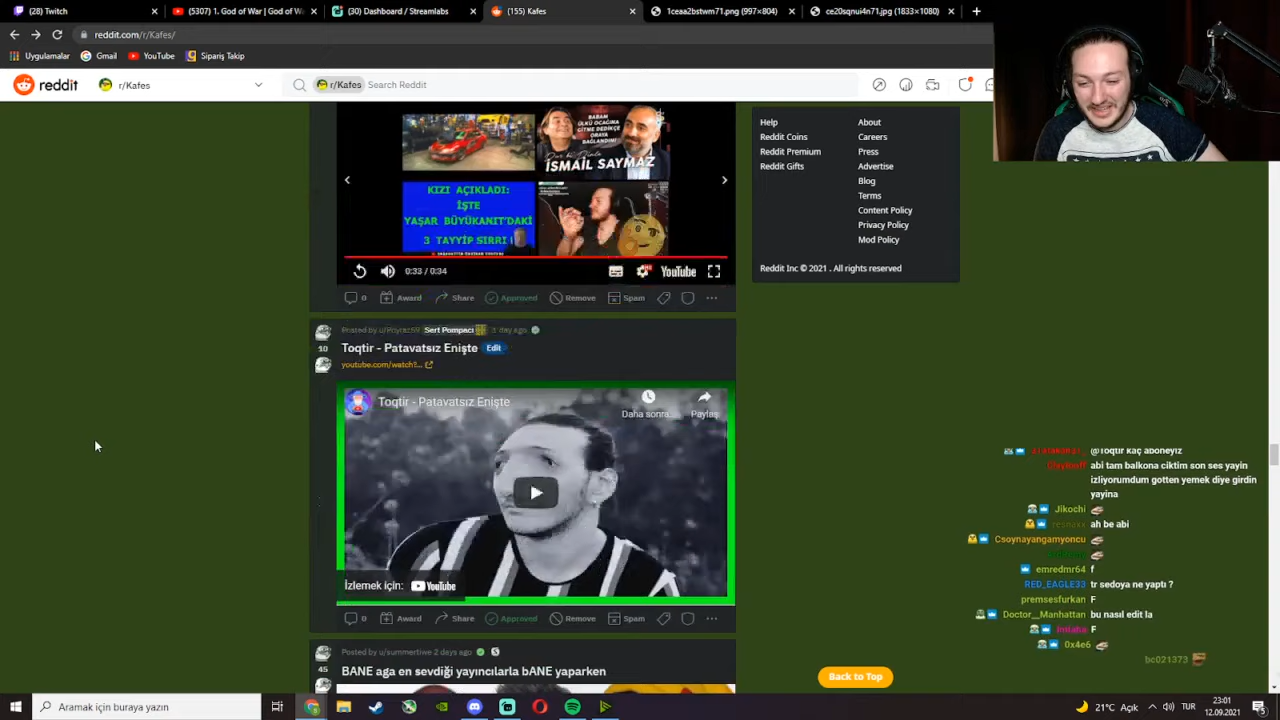 Twitch
(5307) 1. God of War | God of W
(30) Dashboard / Streamlabs
(155) Kafes
1ceaa2bstwm71.png (997×804)
ce20sqnui4n71.jpg (1833×1080)
reddit.com/r/Kafes/
Uygulamalar
Gmail
YouTube
Sipariş Takip
reddit
r/Kafes
r/Kafes
Search Reddit
BABAM
ÜLKÜ OCAĞINA
GİTME DEDİKÇE
ORAYA
BAĞLANDIM!
İSMAİL SAYMAZ
KIZI AÇIKLADI:
İŞTE
YAŞAR BÜYÜKANIT'DAKİ
3 TAYYİP SIRRI
0:33 / 0:34
YouTube
0
Award
Share
Approved
Remove
Spam
Help
About
Reddit Coins
Careers
Reddit Premium
Press
Reddit Gifts
Advertise
Blog
Terms
Content Policy
Privacy Policy
Mod Policy
Reddit Inc © 2021 . All rights reserved
Posted by
Sert Pompacı
day ago
10
Toqtir - Patavatsız Enişte
Edit
youtube.com/watch?...
Toqtir - Patavatsız Enişte
Daha sonra...
Paylaş
İzlemek için:
YouTube
0
Award
Share
Approved
Remove
Spam
Posted by u/summertiwe 2 days ago
45
BANE aga en sevdiği yayıncılarla bANE yaparken
Back to Top
@Toqtir kaç aboneyiz
abi tam balkona ciktim son ses yayin
izliyorumdum gotten yemek diye girdin
yayina
Jikochi
ah be abi
Csoynayangamyoncu
emredmr64 f
RED_EAGLE33 tr sedoya ne yaptı ?
premsesfurkan F
Doctor__Manhattan bu nasıl edit la
F
0x4e6
bc021373
Aramak için buraya yazın
21°C Açık
TUR
23:01
12.09.2021